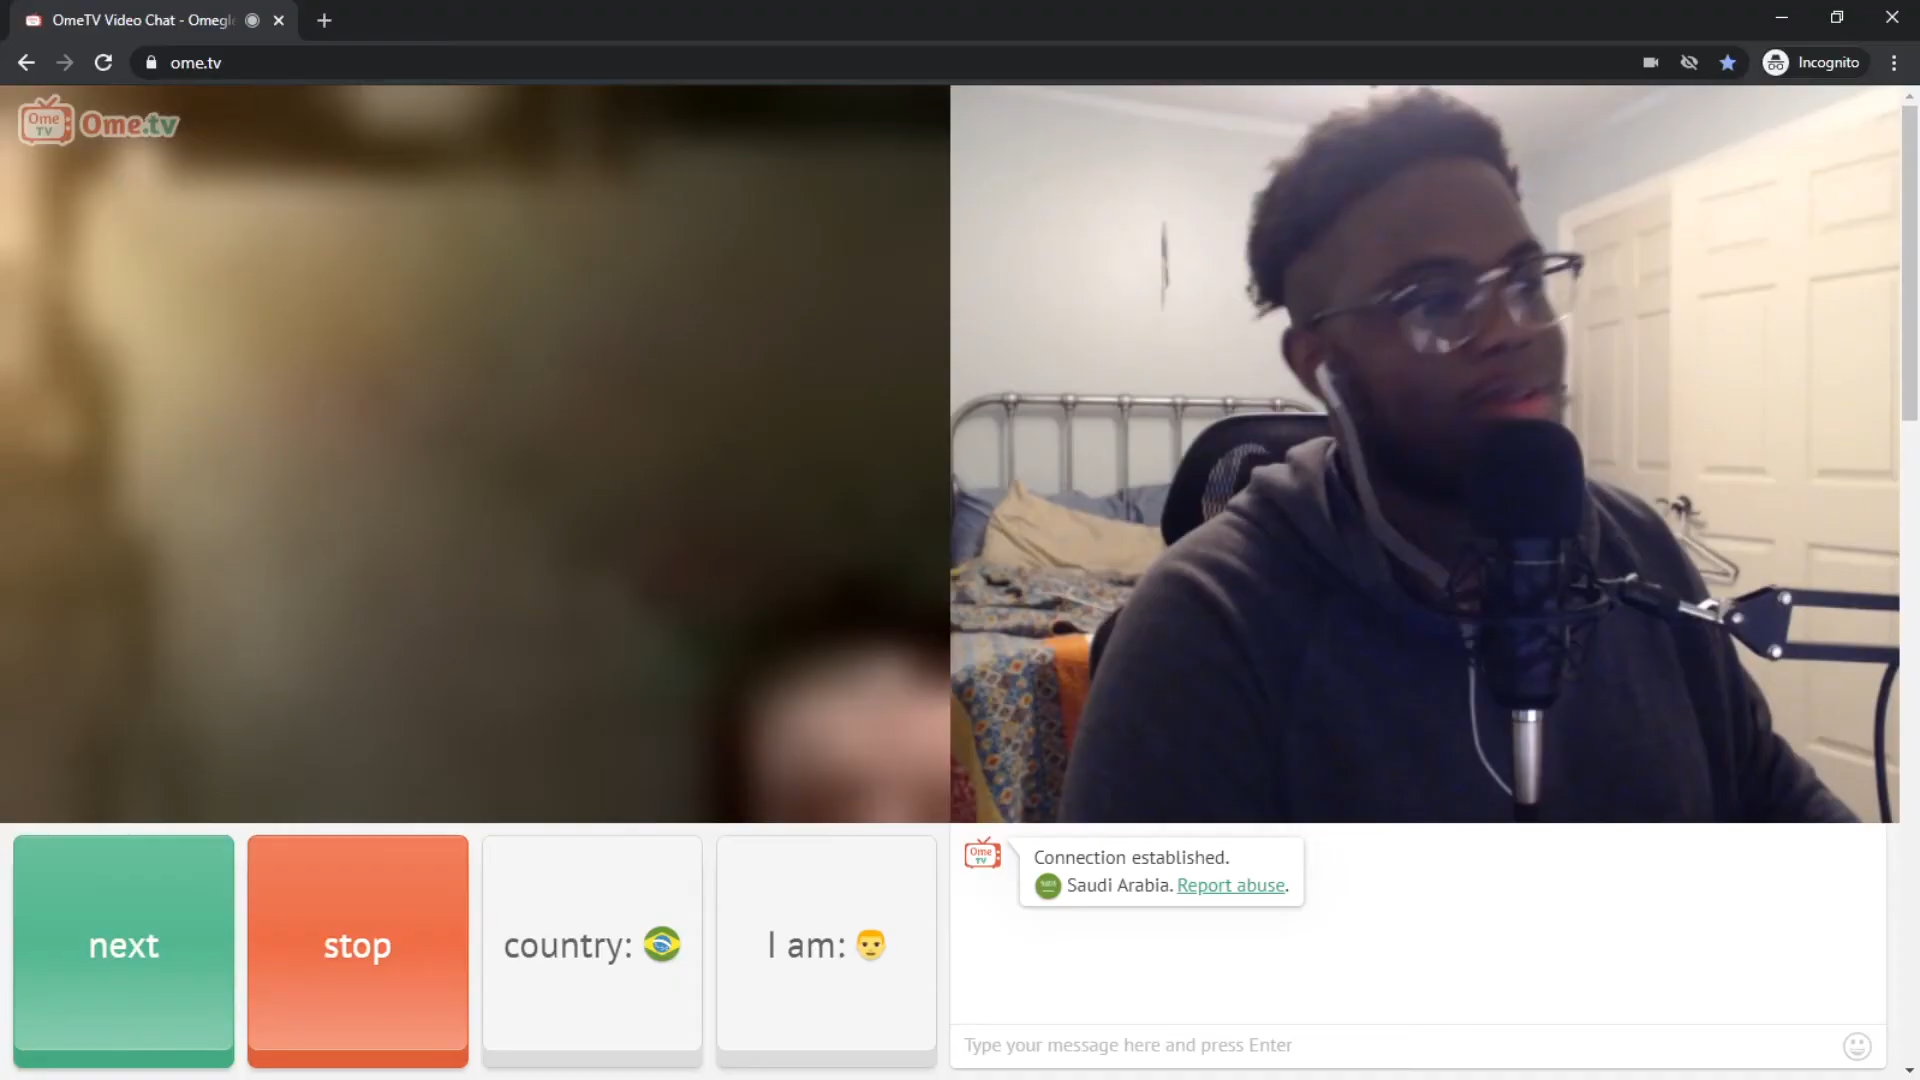 OmeTV Video Chat - Omegl
ome.tv
Incognito
Ome TV Ome.tv
next
stop
country:
I am:
Ome TV
Connection established.
Saudi Arabia. Report abuse.
Type your message here and press Enter